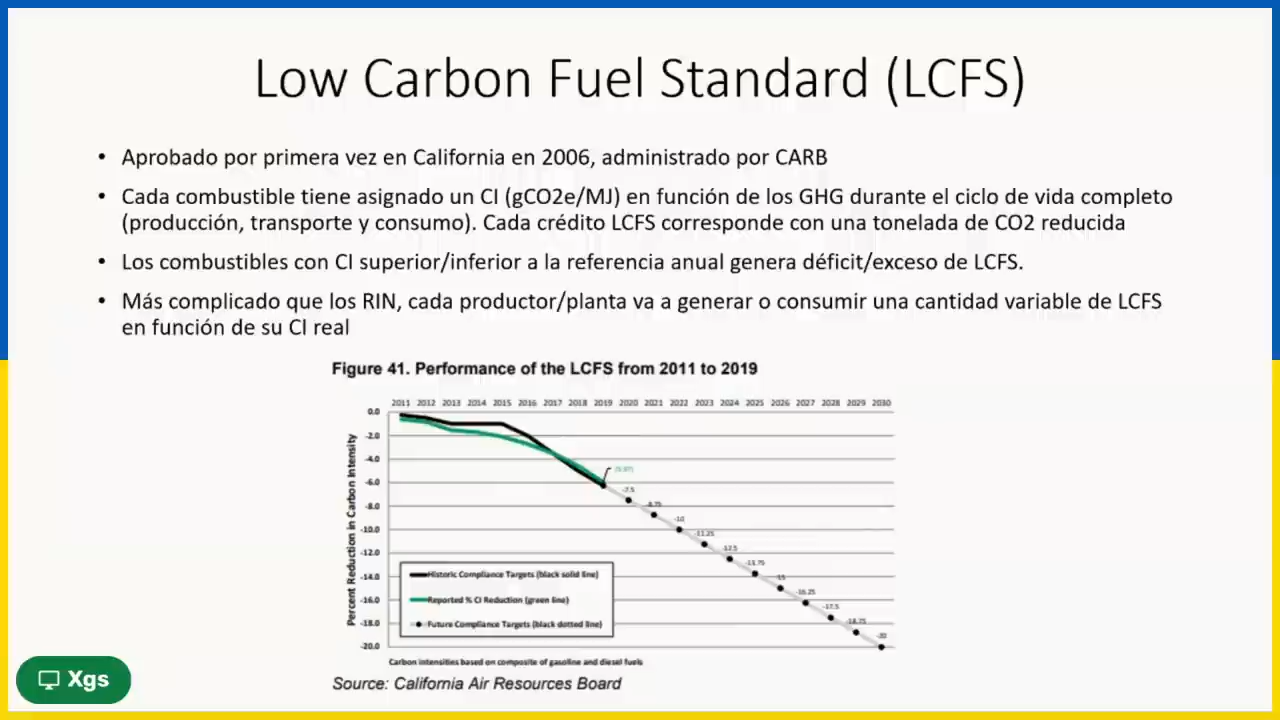 Low Carbon Fuel Standard (LCFS)
• Aprobado por primera vez en California en 2006, administrado por CARB
• Cada combustible tiene asignado un CI (gCO2e/MJ) en función de los GHG durante el ciclo de vida completo
(producción, transporte y consumo). Cada crédito LCFS corresponde con una tonelada de CO2 reducida
• Los combustibles con CI superior/inferior a la referencia anual genera déficit/exceso de LCFS.
• Más complicado que los RIN, cada productor/planta va a generar o consumir una cantidad variable de LCFS
en función de su CI real
Figure 41. Performance of the LCFS from 2011 to 2019
2011 2012 2013 2014 2015 2016 2017 2018 2019 2020 2021 2022 2023 2024 2025 2026 2027 2028 2029 2030
Percent Reduction in Carbon Intensity
0.0
-2.0
-4.0
-6.0
-8.0
-10.0
-12.0
-14.0
-16.0
-18.0
-20.0
-7.5
-8.75
-10
-11.25
-12.5
-13.75
-15
-16.25
-17.5
-18.75
-20
Historic Compliance Targets (black solid line)
Reported % CI Reduction (green line)
Future Compliance Targets (black dotted line)
Carbon intensities based on composite of gasoline and diesel fuels
Source: California Air Resources Board
Xgs